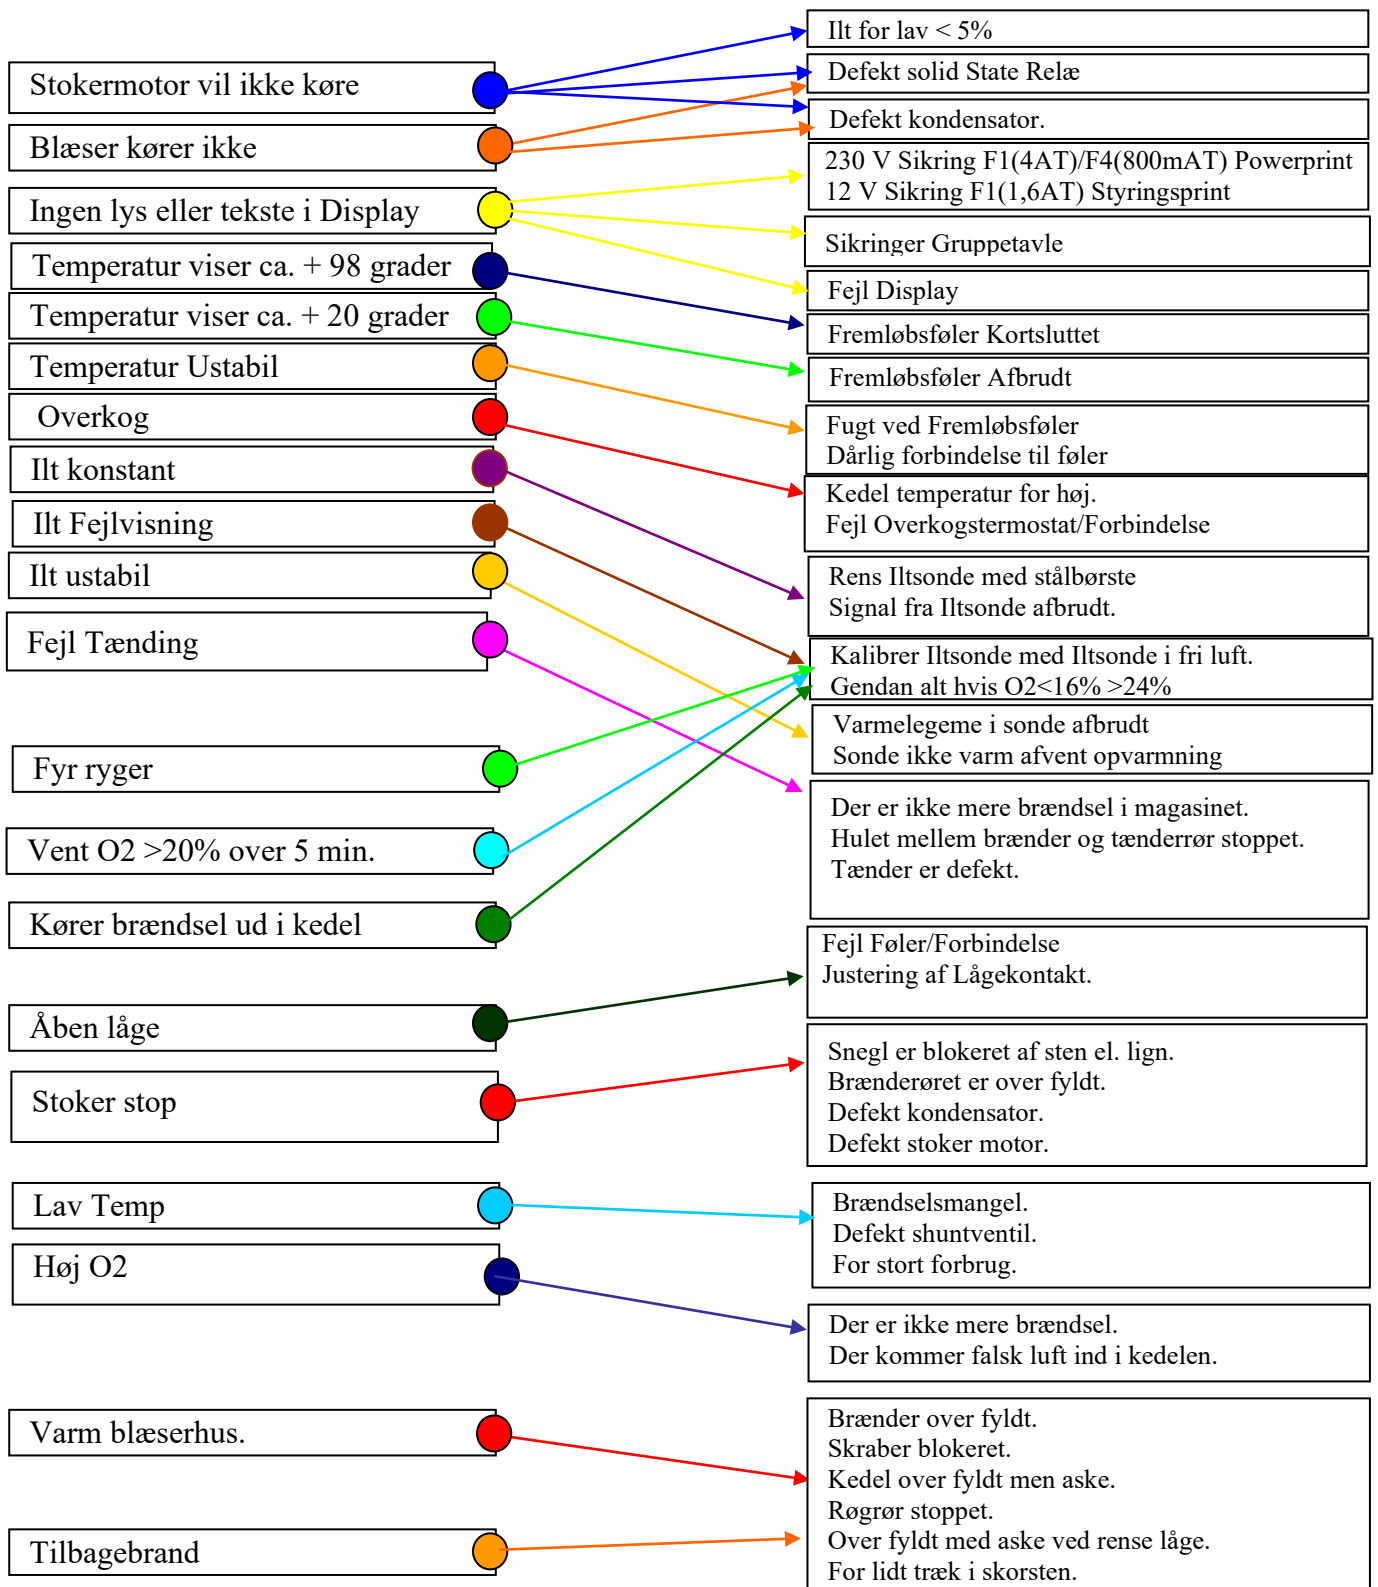 Stokermotor vil ikke køre
Blæser kører ikke
Ingen lys eller tekste i Display
Temperatur viser ca. + 98 grader
Temperatur viser ca. + 20 grader
Temperatur Ustabil
Overkog
Ilt konstant
Ilt Fejlvisning
Ilt ustabil
Fejl Tænding
Fyr ryger
Vent O2 >20% over 5 min.
Kører brændsel ud i kedel
Åben låge
Stoker stop
Lav Temp
Høj O2
Varm blæserhus.
Tilbagebrand
Ilt for lav < 5%
Defekt solid State Relæ
Defekt kondensator.
230 V Sikring F1(4AT)/F4(800mAT) Powerprint
12 V Sikring F1(1,6AT) Styringsprint
Sikringer Gruppetavle
Fejl Display
Fremløbsføler Kortsluttet
Fremløbsføler Afbrudt
Fugt ved Fremløbsføler
Dårlig forbindelse til føler
Kedel temperatur for høj.
Fejl Overkogstermostat/Forbindelse
Rens Iltsonde med stålbørste
Signal fra Iltsonde afbrudt.
Kalibrer Iltsonde med Iltsonde i fri luft.
Gendan alt hvis O2<16% >24%
Varmelegeme i sonde afbrudt
Sonde ikke varm afvent opvarmning
Der er ikke mere brændsel i magasinet.
Hulet mellem brænder og tænderrør stoppet.
Tænder er defekt.
Fejl Føler/Forbindelse
Justering af Lågekontakt.
Snegl er blokeret af sten el. lign.
Brænderøret er over fyldt.
Defekt kondensator.
Defekt stoker motor.
Brændselsmangel.
Defekt shuntventil.
For stort forbrug.
Der er ikke mere brændsel.
Der kommer falsk luft ind i kedelen.
Brænder over fyldt.
Skraber blokeret.
Kedel over fyldt men aske.
Røgrør stoppet.
Over fyldt med aske ved rense låge.
For lidt træk i skorsten.